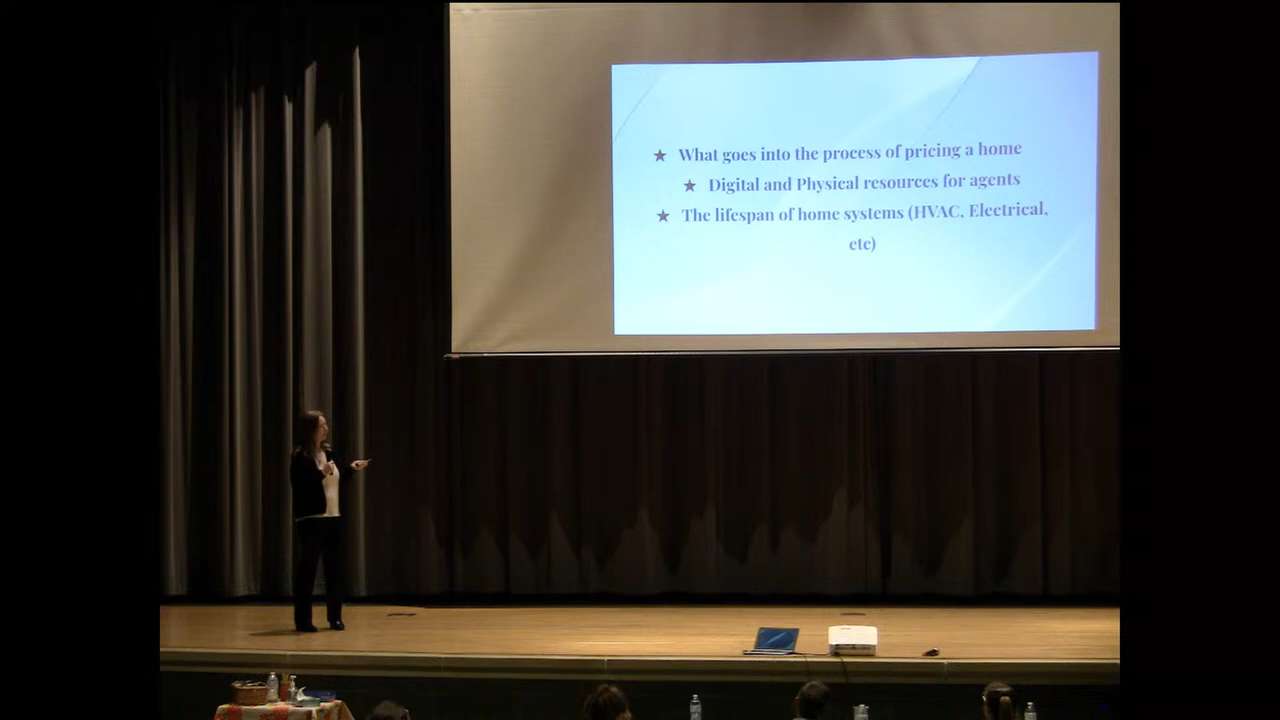 ★ What goes into the process of pricing a home
★ Digital and Physical resources for agents
★ The lifespan of home systems (HVAC, Electrical,
etc)